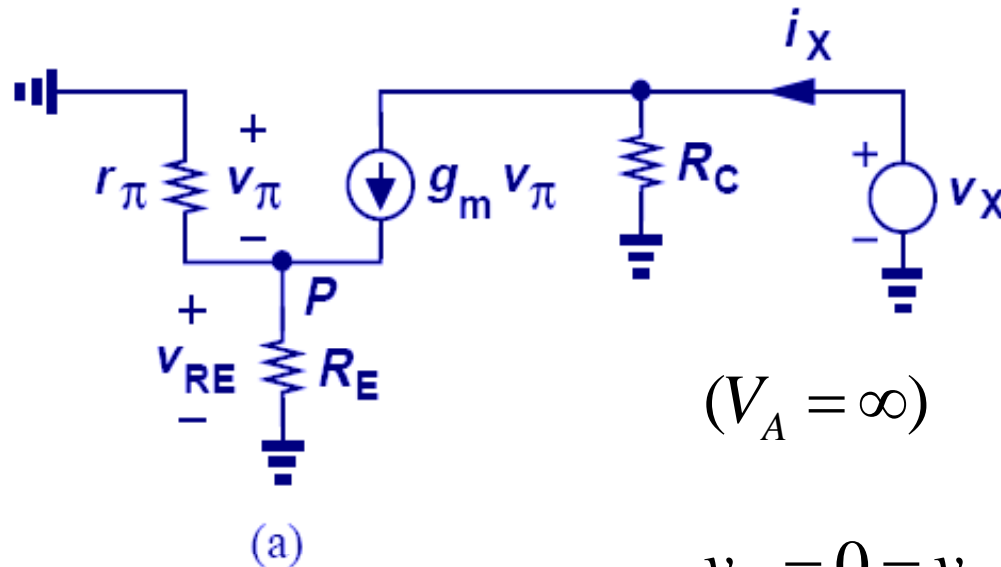 i_X
+
r_π
v_π
−
g_m v_π
R_C
+
v_X
−
P
+
v_RE
−
R_E
(V_A = ∞)
(a)